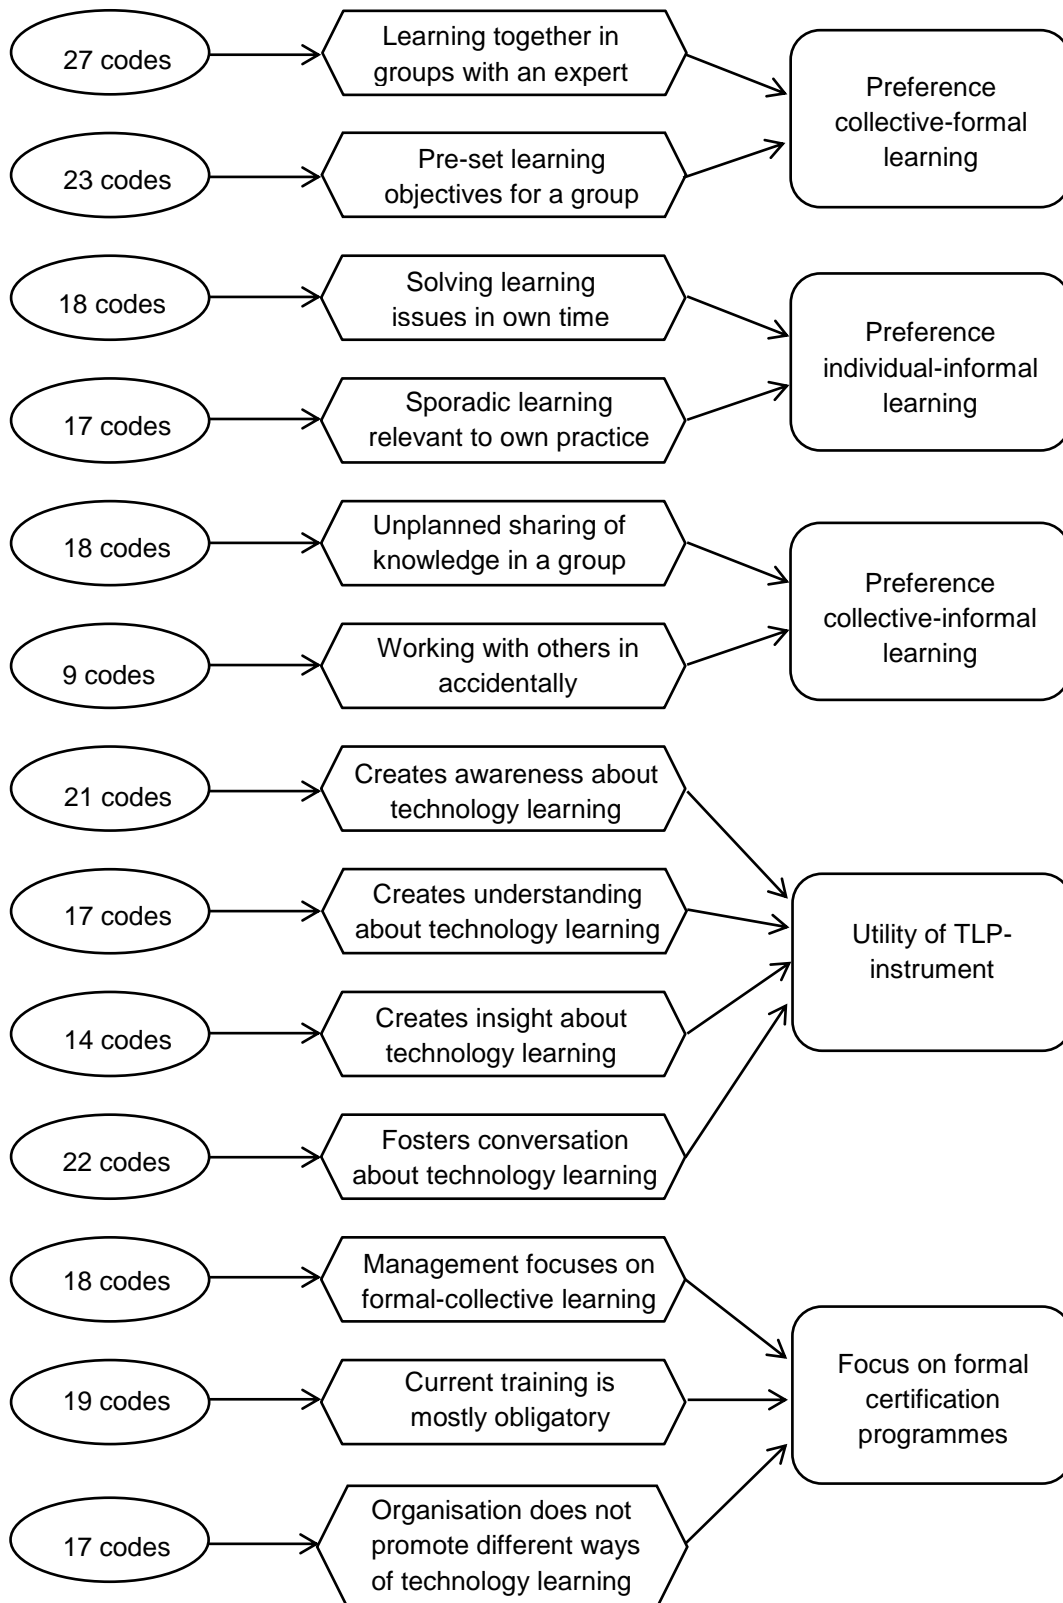 27 codes
Learning together in
groups with an expert
Preference
collective-formal
learning
23 codes
Pre-set learning
objectives for a group
18 codes
Solving learning
issues in own time
Preference
individual-informal
learning
17 codes
Sporadic learning
relevant to own practice
18 codes
Unplanned sharing of
knowledge in a group
Preference
collective-informal
learning
9 codes
Working with others in
accidentally
21 codes
Creates awareness about
technology learning
17 codes
Creates understanding
about technology learning
Utility of TLP-
instrument
14 codes
Creates insight about
technology learning
22 codes
Fosters conversation
about technology learning
18 codes
Management focuses on
formal-collective learning
19 codes
Current training is
mostly obligatory
Focus on formal
certification
programmes
17 codes
Organisation does not
promote different ways
of technology learning